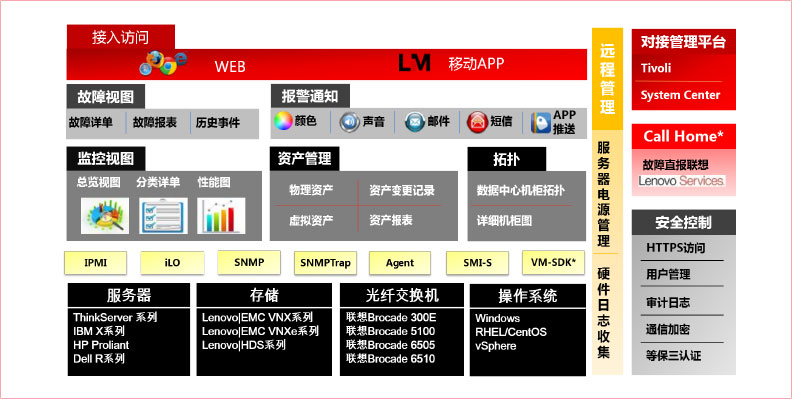 接入访问
WEB
LXM 移动APP
故障视图
故障详单 故障报表 历史事件
报警通知
颜色 声音 邮件 短信 APP
推送
监控视图
总览视图 分类详单 性能图
资产管理
物理资产 资产变更记录
虚拟资产 资产报表
拓扑
数据中心机柜拓扑
详细机柜图
IPMI iLO SNMP SNMPTrap Agent SMI-S VM-SDK*
服务器
ThinkServer 系列
IBM X系列
HP Proliant
Dell R系列
存储
Lenovo|EMC VNX系列
Lenovo|EMC VNXe系列
Lenovo|HDS系列
光纤交换机
联想Brocade 300E
联想Brocade 5100
联想Brocade 6505
联想Brocade 6510
操作系统
Windows
RHEL/CentOS
vSphere
远程管理
服务器电源管理
硬件日志收集
对接管理平台
Tivoli
System Center
Call Home*
故障直报联想
Lenovo Services
安全控制
HTTPS访问
用户管理
审计日志
通信加密
等保三认证